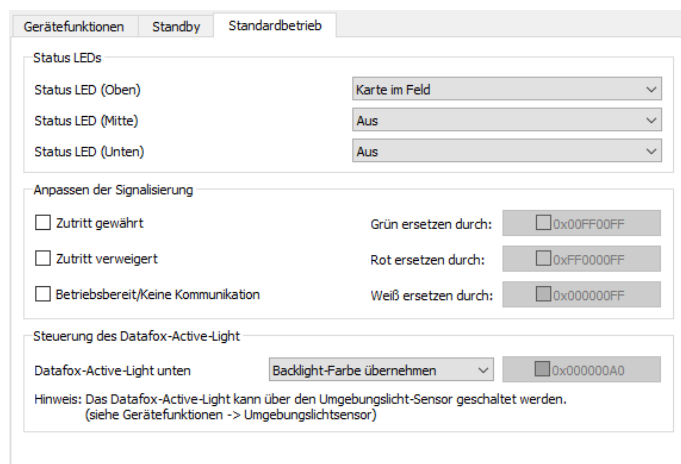 Gerätefunktionen Standby Standardbetrieb
Status LEDs
Status LED (Oben) Karte im Feld
Status LED (Mitte) Aus
Status LED (Unten) Aus
Anpassen der Signalisierung
Zutritt gewährt Grün ersetzen durch: 0x00FF00FF
Zutritt verweigert Rot ersetzen durch: 0xFF0000FF
Betriebsbereit/Keine Kommunikation Weiß ersetzen durch: 0x000000FF
Steuerung des Datafox-Active-Light
Datafox-Active-Light unten Backlight-Farbe übernehmen 0x000000A0
Hinweis: Das Datafox-Active-Light kann über den Umgebungslicht-Sensor geschaltet werden.
(siehe Gerätefunktionen -> Umgebungslichtsensor)